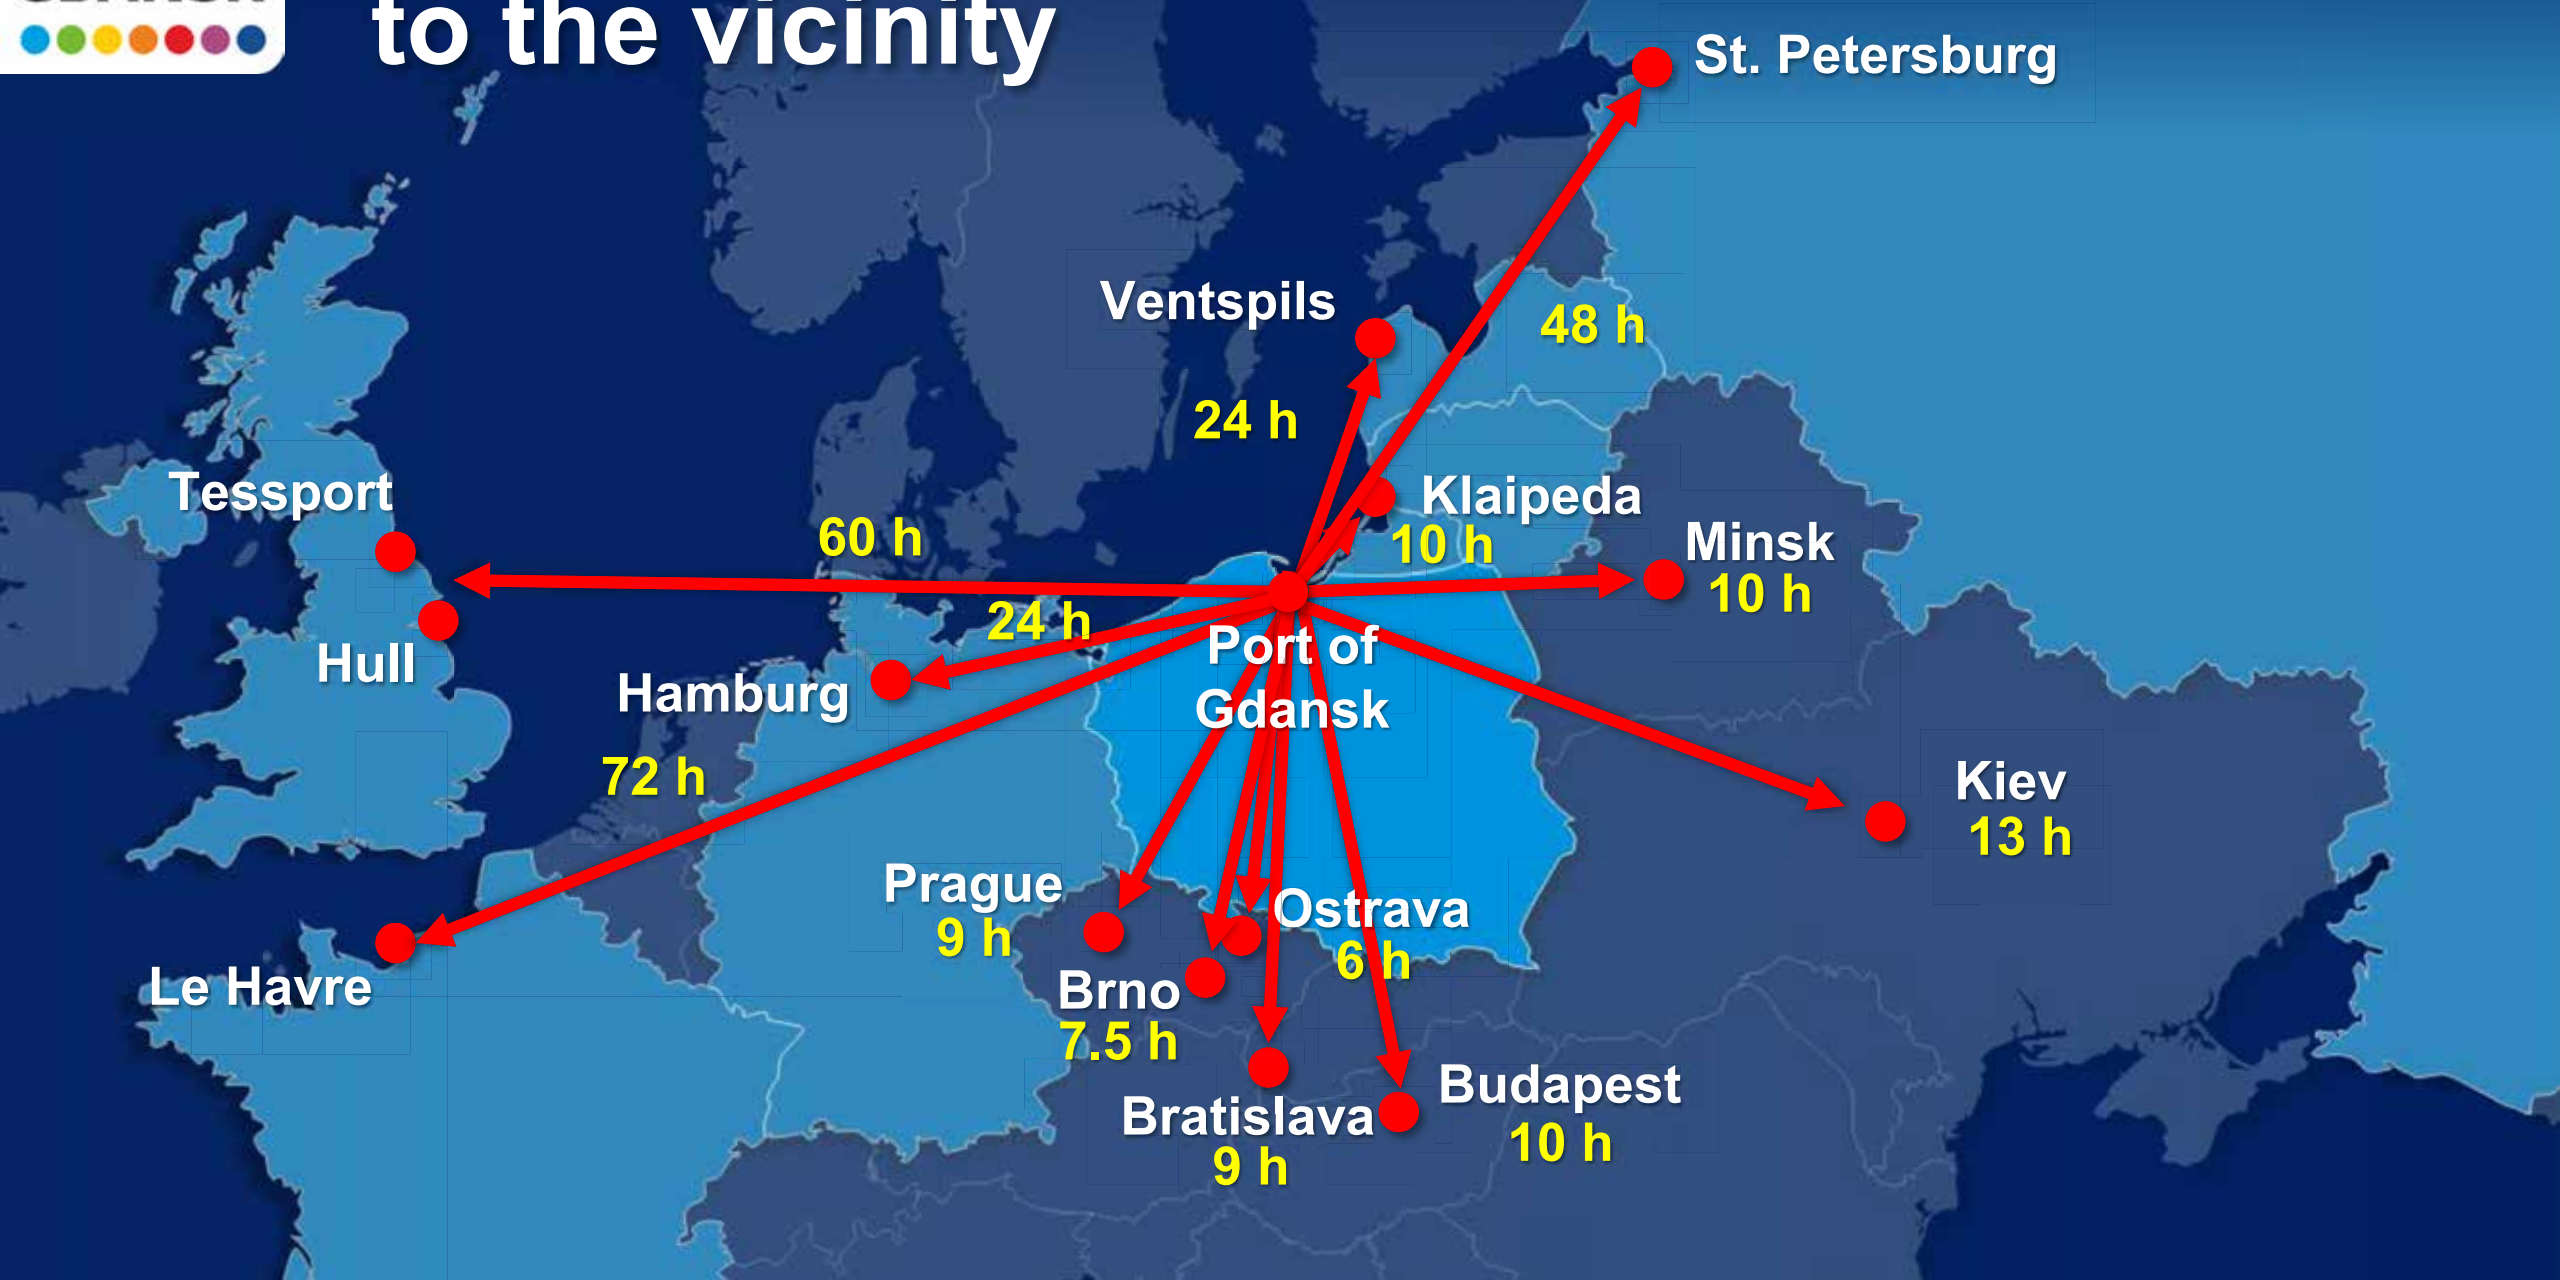 to the vicinity
St. Petersburg
Ventspils
48 h
24 h
Tessport
Klaipeda
60 h
10 h
Minsk
10 h
24 h
Hull
Port of
Gdansk
Hamburg
72 h
Kiev
13 h
Prague
9 h
Ostrava
6 h
Le Havre
Brno
7.5 h
Budapest
10 h
Bratislava
9 h